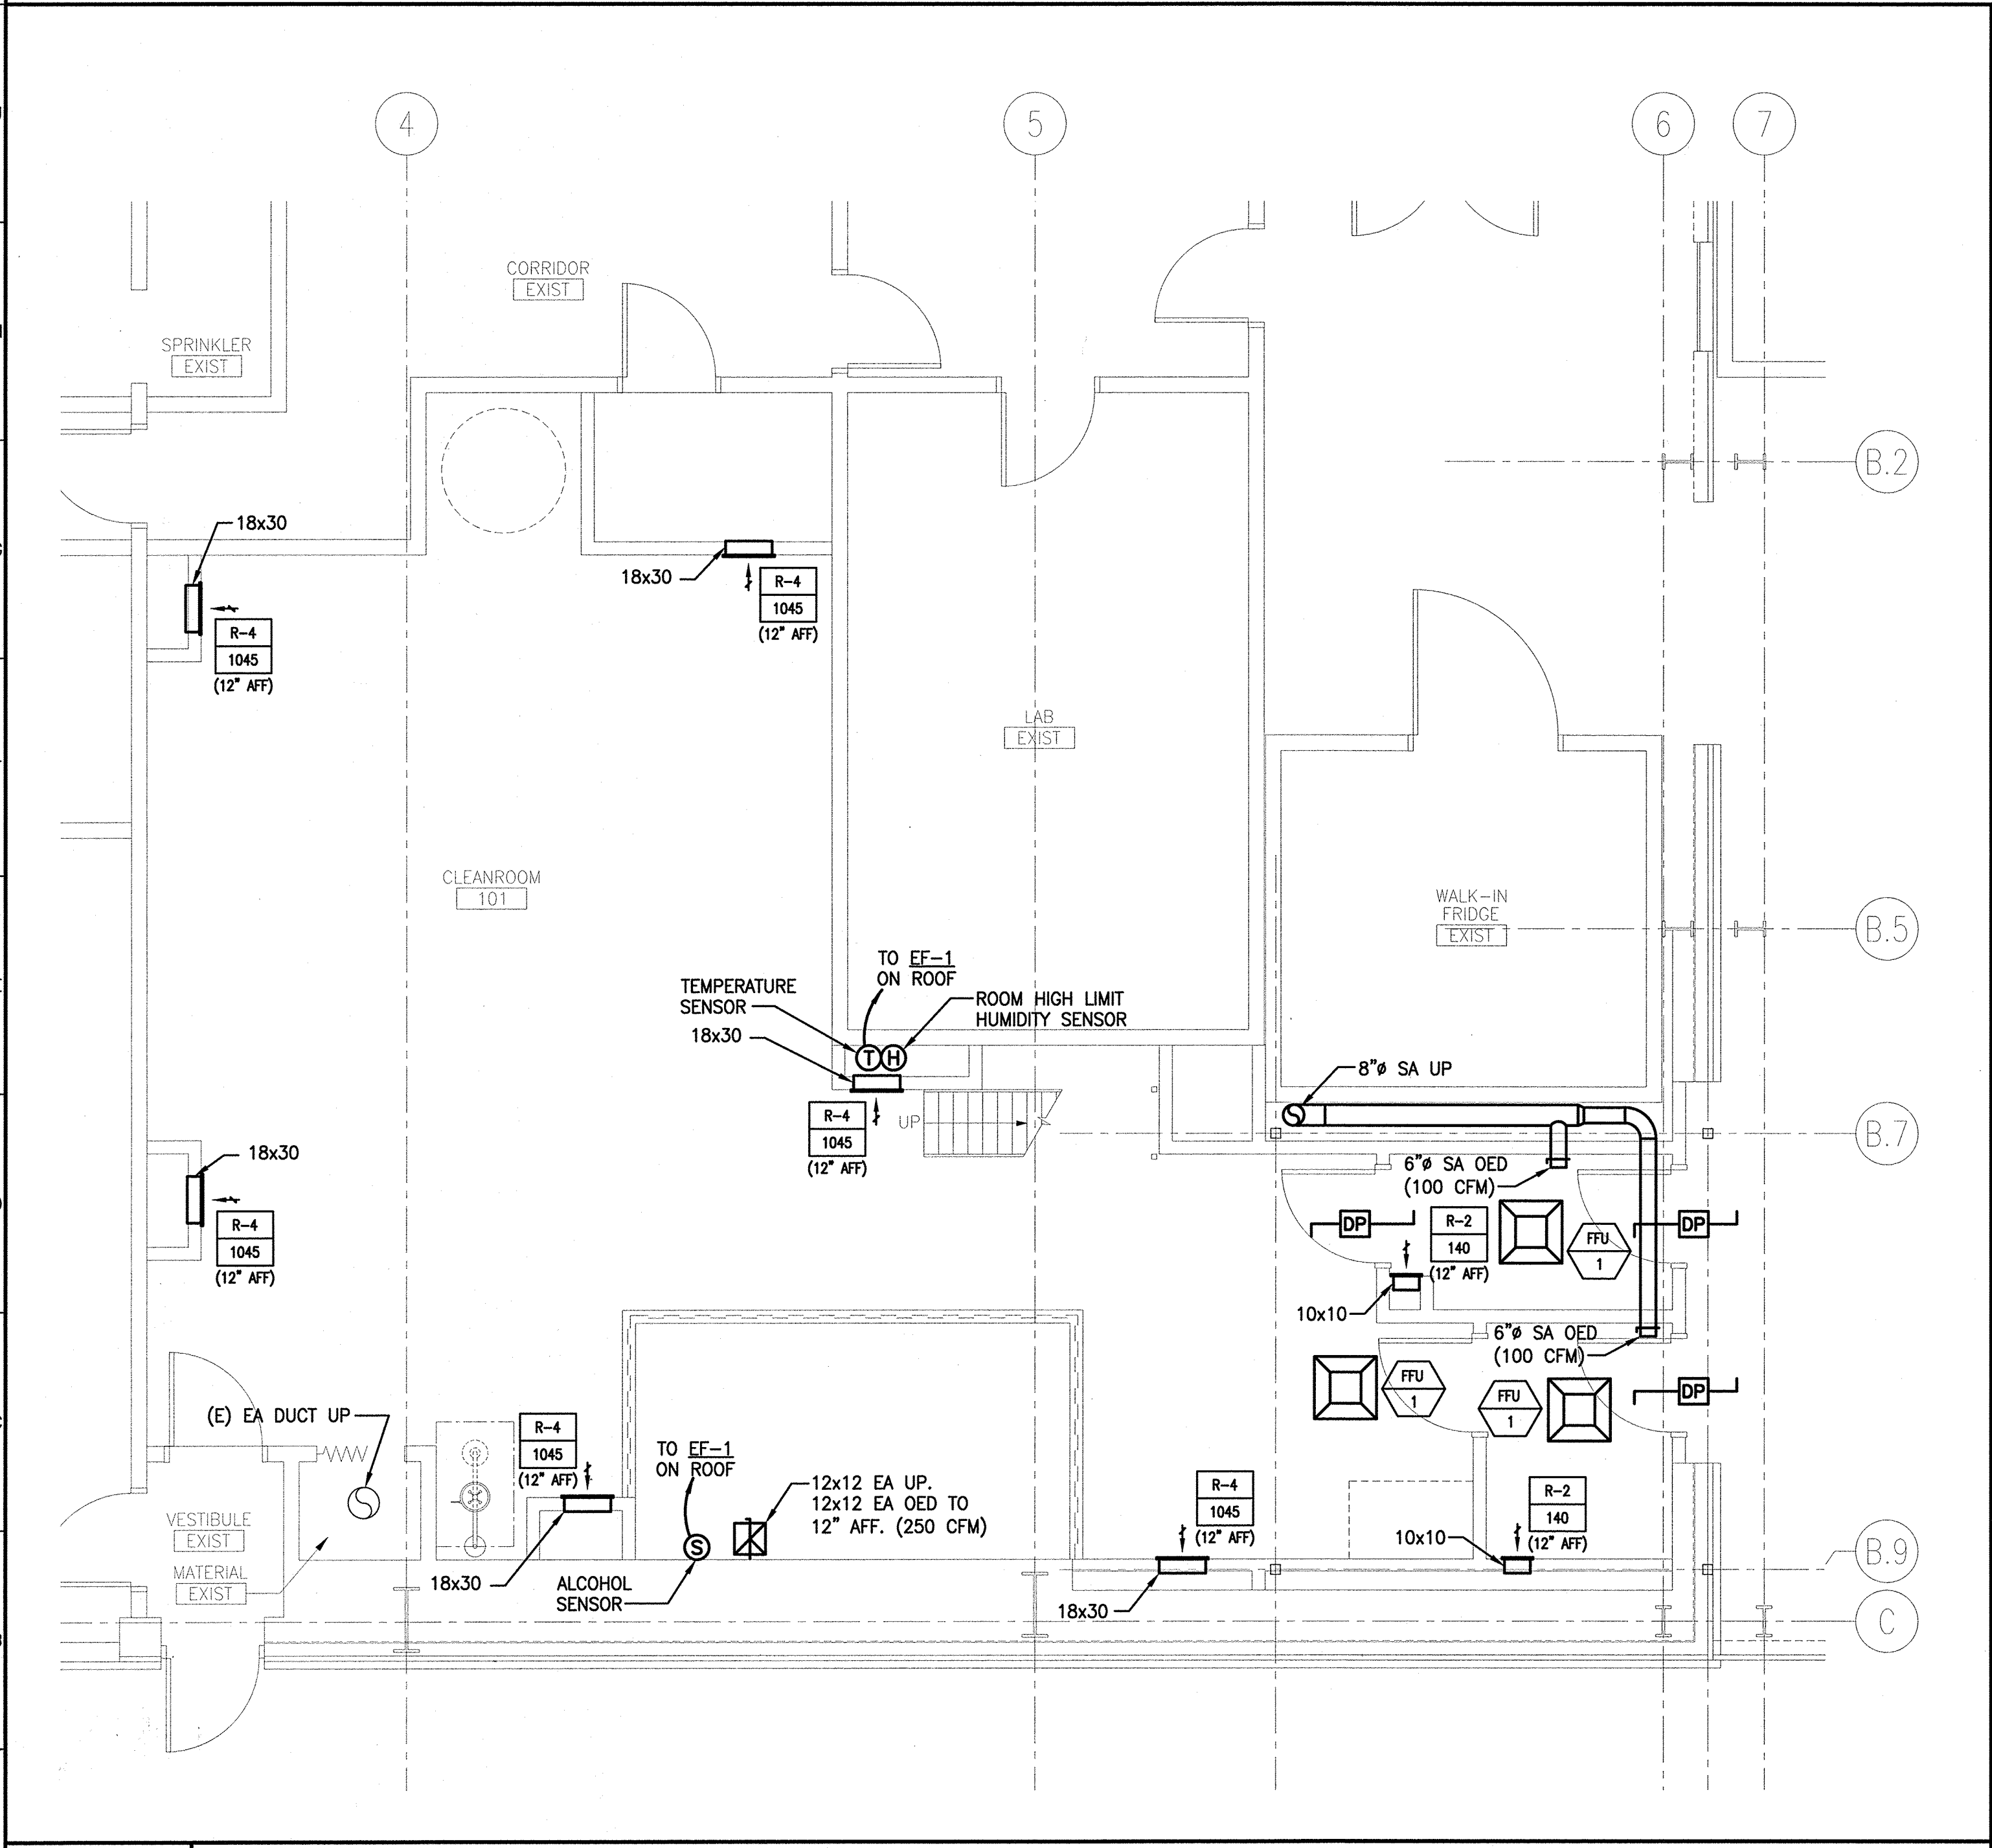 4
5
6
7
CORRIDOR
EXIST
SPRINKLER
EXIST
B.2
18x30
18x30
R-4
1045
(12" AFF)
R-4
1045
(12" AFF)
LAB
EXIST
CLEANROOM
101
WALK-IN
FRIDGE
EXIST
B.5
TO EF-1
ON ROOF
TEMPERATURE
SENSOR
ROOM HIGH LIMIT
HUMIDITY SENSOR
18x30
T
H
8"ø SA UP
R-4
1045
(12" AFF)
UP
B.7
18x30
6"ø SA OED
(100 CFM)
R-4
1045
(12" AFF)
DP
R-2
140
(12" AFF)
FFU
1
DP
10x10
6"ø SA OED
(100 CFM)
FFU
1
FFU
1
DP
(E) EA DUCT UP
R-4
1045
(12" AFF)
TO EF-1
ON ROOF
12x12 EA UP.
12x12 EA OED TO
12" AFF. (250 CFM)
R-4
1045
(12" AFF)
R-2
140
(12" AFF)
VESTIBULE
EXIST
S
10x10
B.9
MATERIAL
EXIST
18x30
ALCOHOL
SENSOR
18x30
C